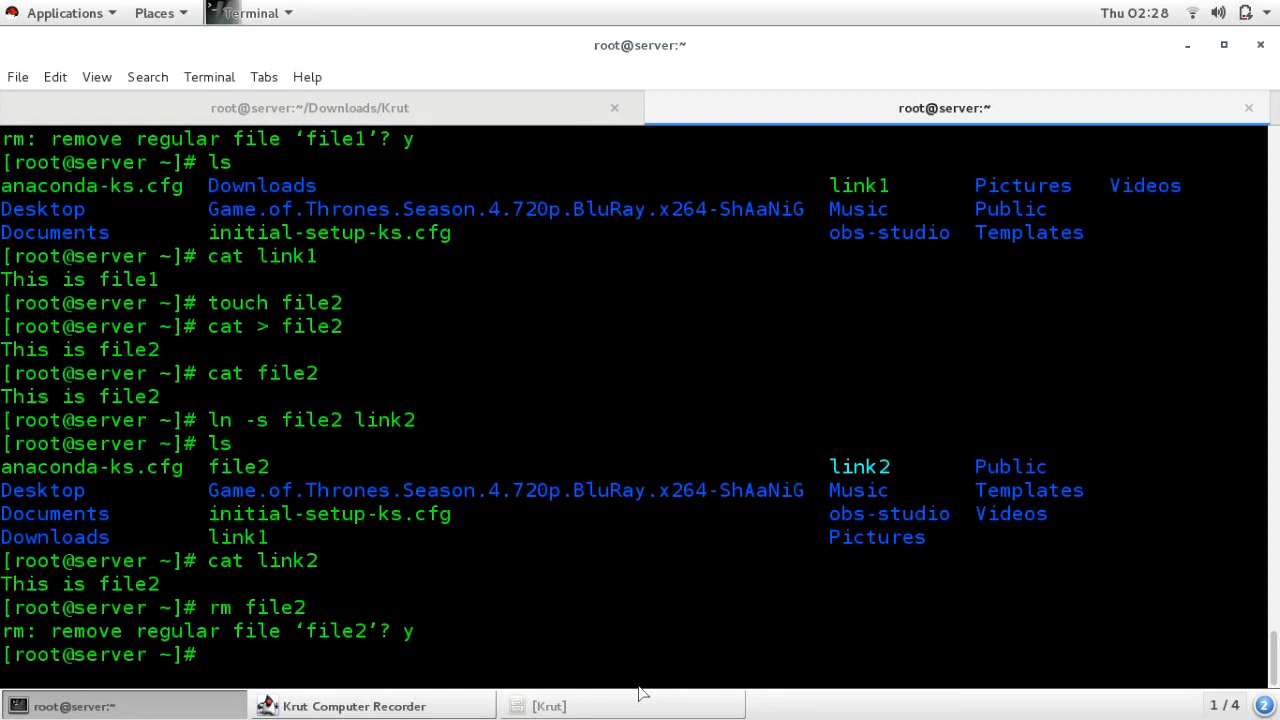 Applications Places Terminal Thu 02:28
root@server:~
File Edit View Search Terminal Tabs Help
root@server:~/Downloads/Krut × root@server:~ ×
rm: remove regular file ‘file1’? y
[root@server ~]# ls
anaconda-ks.cfg Downloads link1 Pictures Videos
Desktop Game.of.Thrones.Season.4.720p.BluRay.x264-ShAaNiG Music Public
Documents initial-setup-ks.cfg obs-studio Templates
[root@server ~]# cat link1
This is file1
[root@server ~]# touch file2
[root@server ~]# cat > file2
This is file2
[root@server ~]# cat file2
This is file2
[root@server ~]# ln -s file2 link2
[root@server ~]# ls
anaconda-ks.cfg file2 link2 Public
Desktop Game.of.Thrones.Season.4.720p.BluRay.x264-ShAaNiG Music Templates
Documents initial-setup-ks.cfg obs-studio Videos
Downloads link1 Pictures
[root@server ~]# cat link2
This is file2
[root@server ~]# rm file2
rm: remove regular file ‘file2’? y
[root@server ~]#
root@server:~ Krut Computer Recorder [Krut] 1 / 4 2